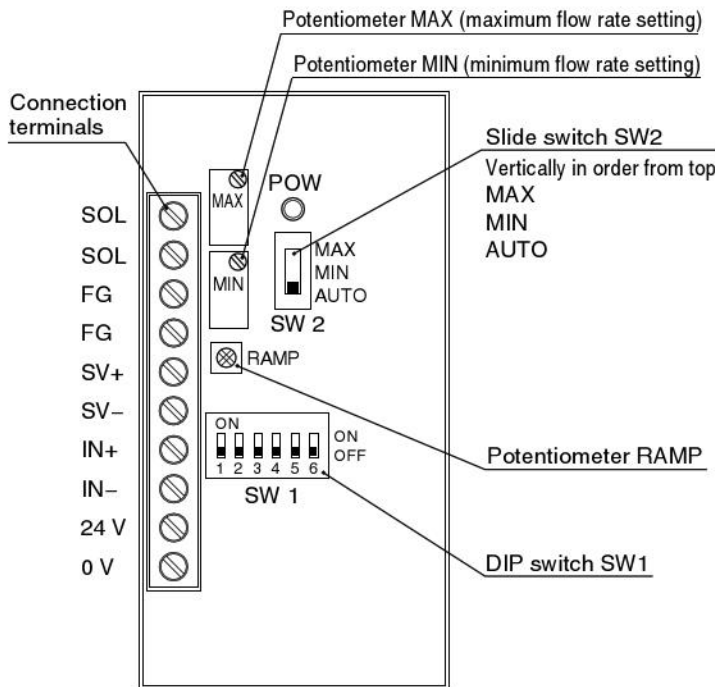 Potentiometer MAX (maximum flow rate setting)
Potentiometer MIN (minimum flow rate setting)
Connection
terminals
Slide switch SW2
Vertically in order from top
MAX
MIN
AUTO
POW
MAX
MIN
MAX
MIN
AUTO
SW 2
RAMP
SOL
SOL
FG
FG
SV+
SV−
IN+
IN−
24 V
0 V
ON
ON
OFF
1 2 3 4 5 6
SW 1
Potentiometer RAMP
DIP switch SW1